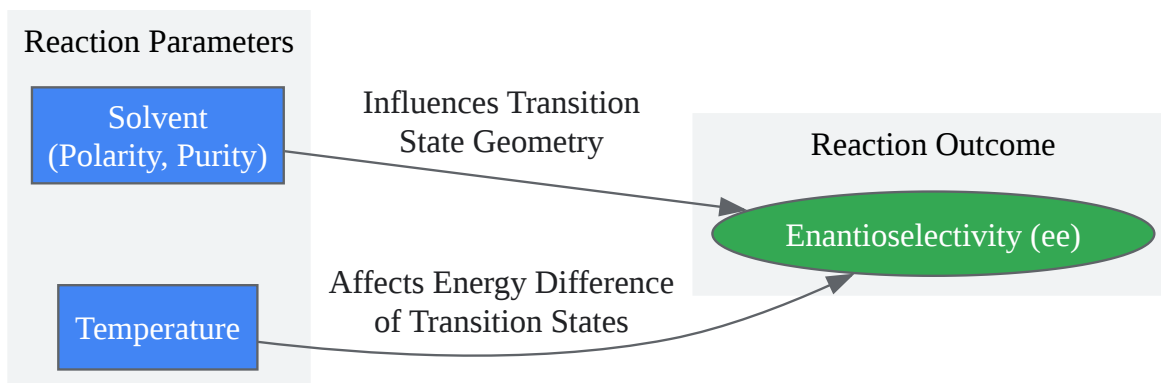 Reaction Parameters
Solvent
(Polarity, Purity)
Influences Transition
State Geometry
Reaction Outcome
Enantioselectivity (ee)
Temperature
Affects Energy Difference
of Transition States